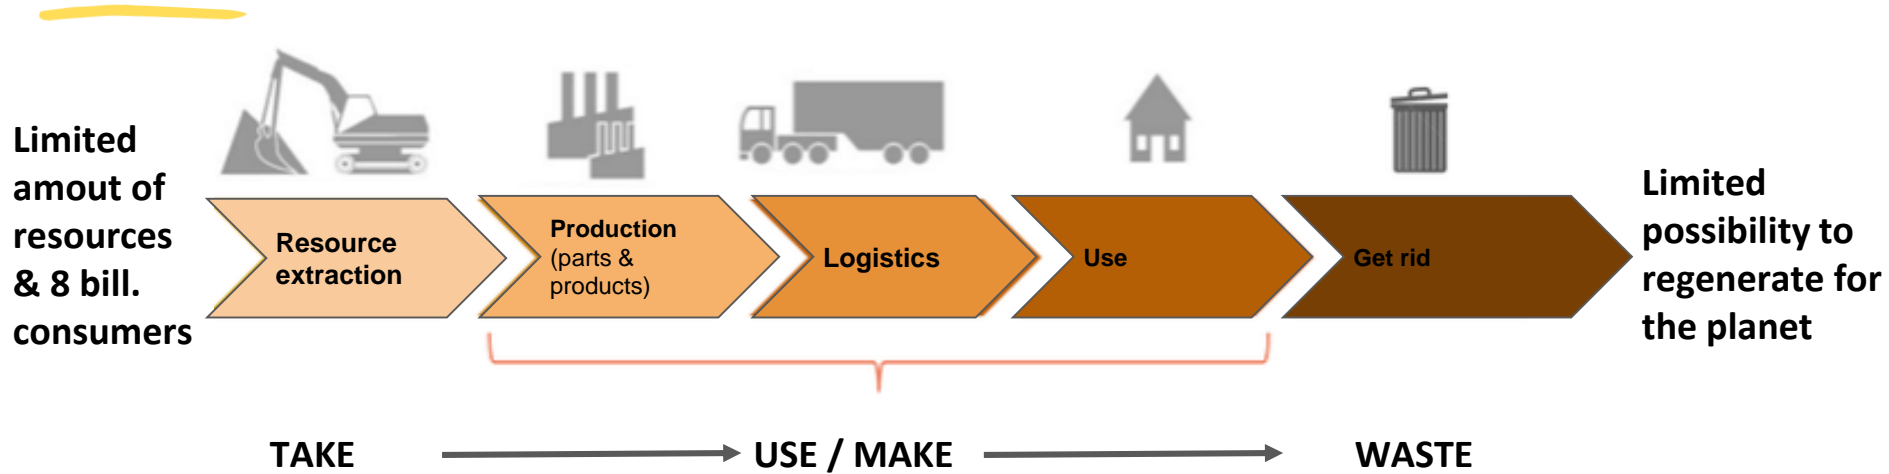 Limited
amout of
resources
& 8 bill.
consumers
Resource
extraction
Production
(parts &
products)
Logistics
Use
Get rid
Limited
possibility to
regenerate for
the planet
TAKE
USE / MAKE
WASTE